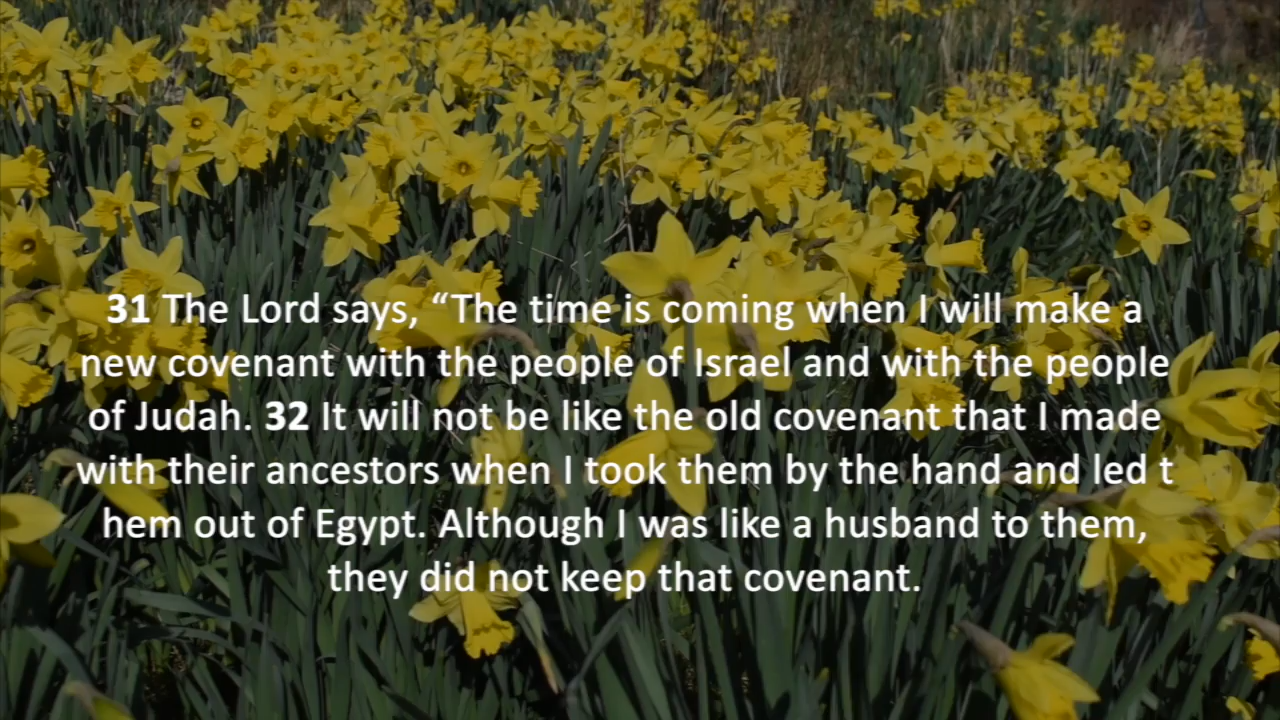 31 The Lord says, “The time is coming when I will make a
new covenant with the people of Israel and with the people
of Judah. 32 It will not be like the old covenant that I made
with their ancestors when I took them by the hand and led t
hem out of Egypt. Although I was like a husband to them,
they did not keep that covenant.